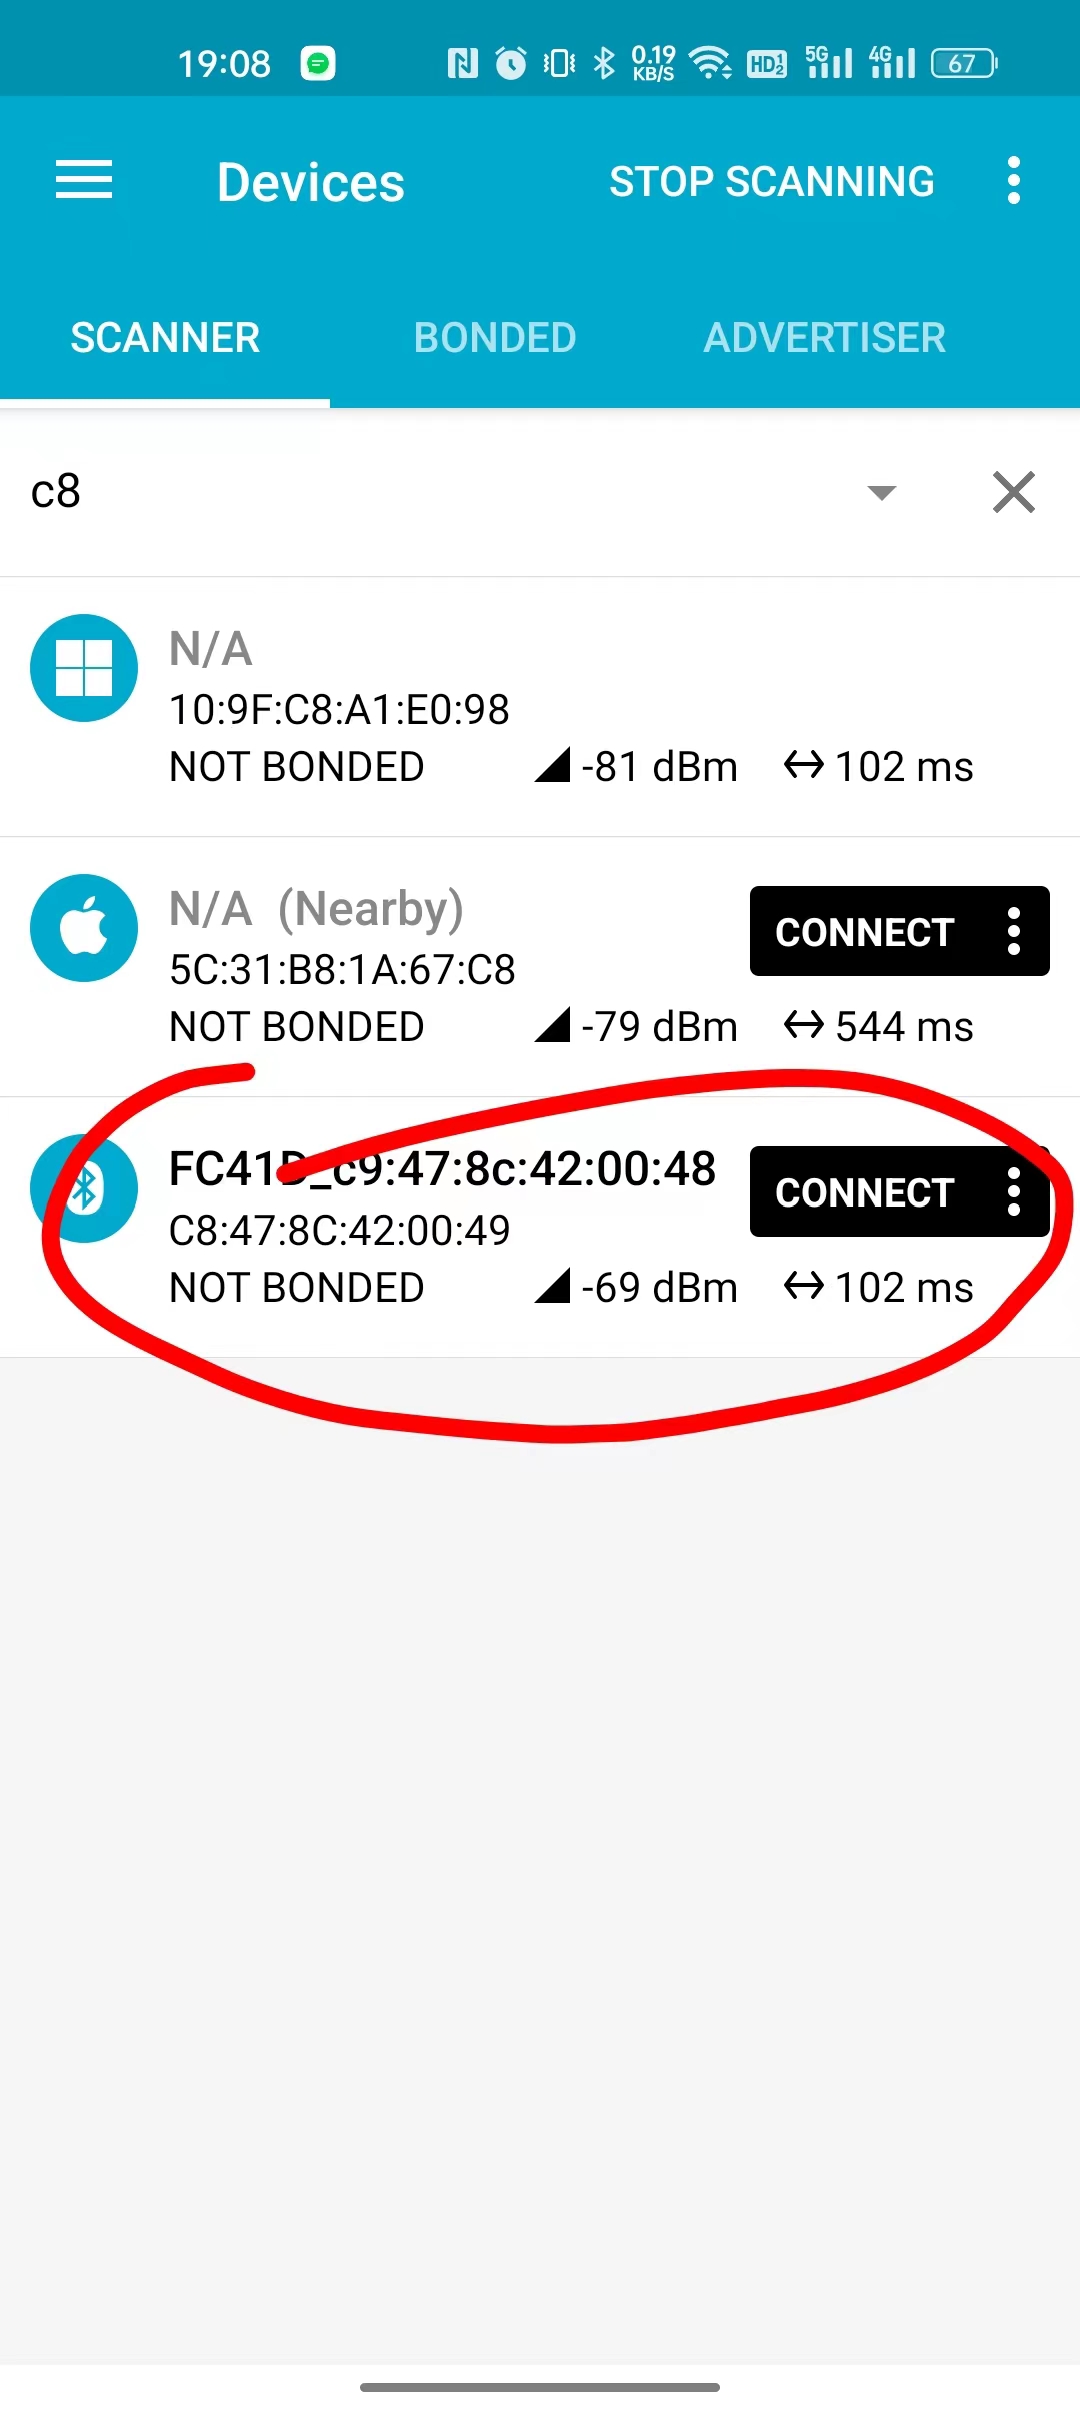 19:08 0.19 KB/S HD 1 2 5G 4G 67
Devices STOP SCANNING
SCANNER BONDED ADVERTISER
c8
N/A
10:9F:C8:A1:E0:98
NOT BONDED -81 dBm 102 ms
N/A (Nearby) CONNECT
5C:31:B8:1A:67:C8
NOT BONDED -79 dBm 544 ms
FC41D_c9:47:8c:42:00:48 CONNECT
C8:47:8C:42:00:49
NOT BONDED -69 dBm 102 ms